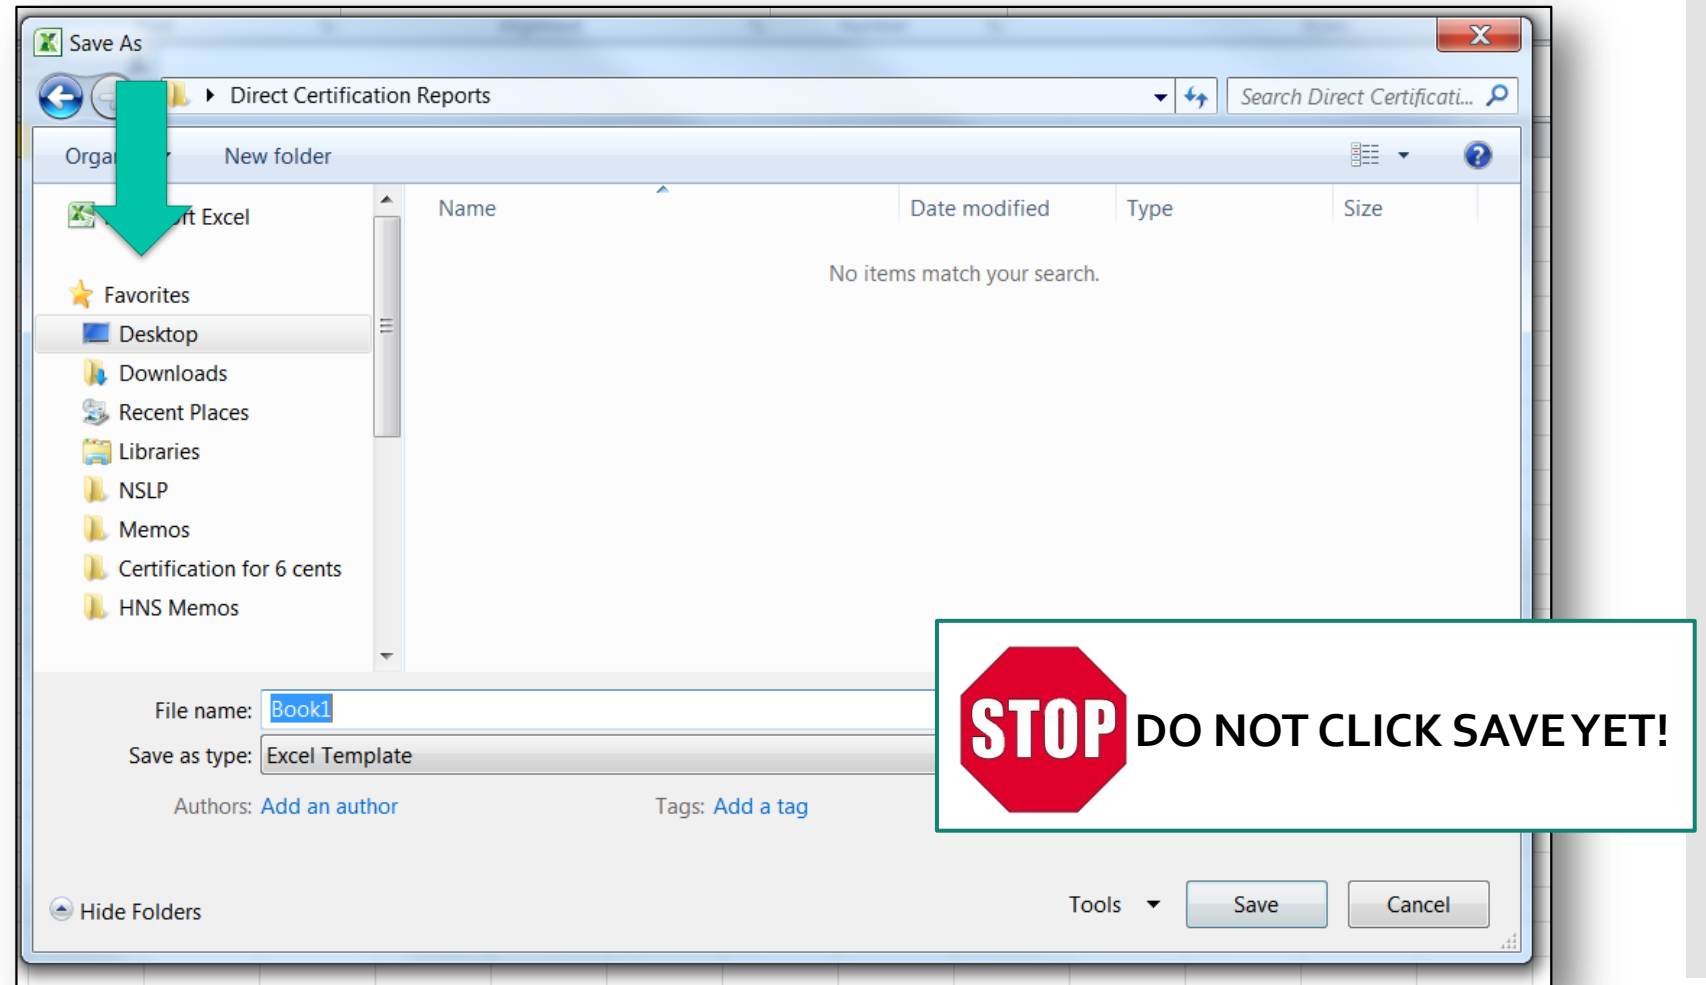 Save As
Direct Certification Reports
Search Direct Certificati...
New folder
Excel
Name
Date modified
Type
Size
No items match your search.
Favorites
Desktop
Downloads
Recent Places
Libraries
NSLP
Memos
Certification for 6 cents
HNS Memos
File name: Book1
Save as type: Excel Template
Authors: Add an author
Tags: Add a tag
STOP DO NOT CLICK SAVE YET!
Hide Folders
Tools
Save
Cancel